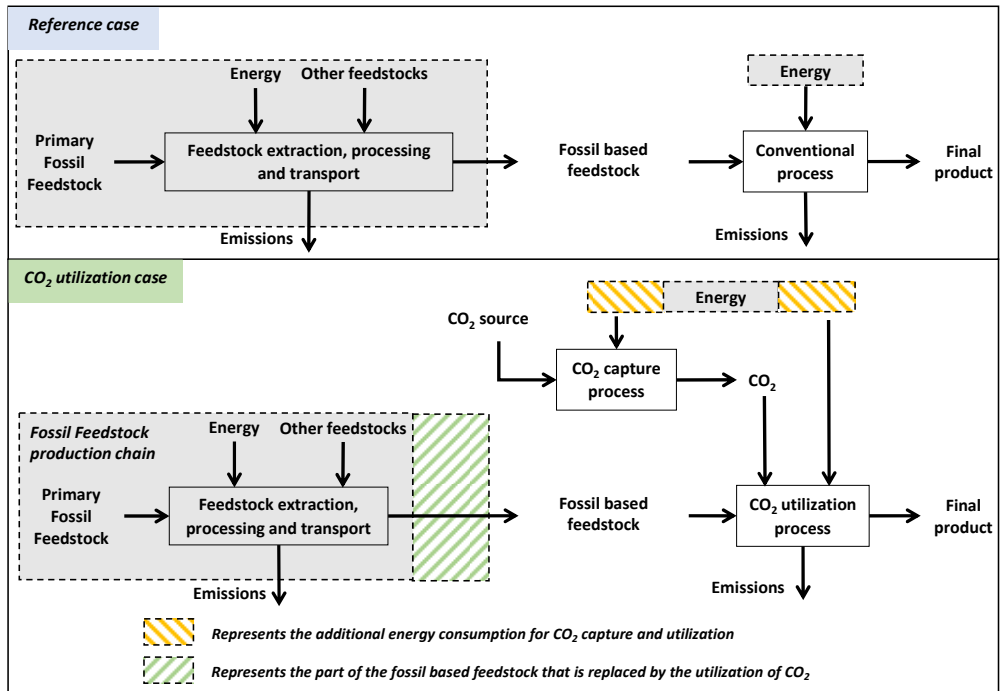 Reference case
Energy
Other feedstocks
Energy
Primary
Fossil
Feedstock
Feedstock extraction, processing
and transport
Fossil based
feedstock
Conventional
process
Final
product
Emissions
Emissions
CO₂ utilization case
Energy
CO₂ source
CO₂ capture
process
CO₂
Fossil Feedstock
production chain
Energy
Other feedstocks
Primary
Fossil
Feedstock
Feedstock extraction,
processing and transport
Fossil based
feedstock
CO₂ utilization
process
Final
product
Emissions
Emissions
Represents the additional energy consumption for CO₂ capture and utilization
Represents the part of the fossil based feedstock that is replaced by the utilization of CO₂